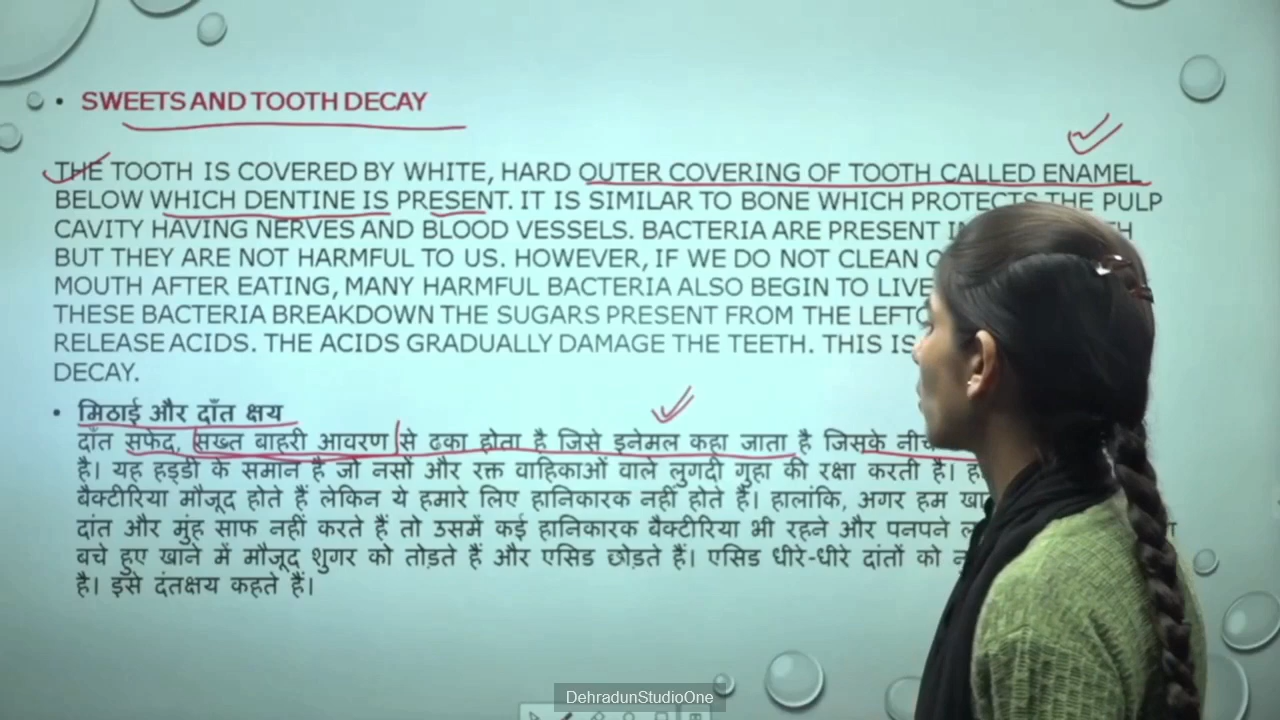 SWEETS AND TOOTH DECAY
THE TOOTH IS COVERED BY WHITE, HARD OUTER COVERING OF TOOTH CALLED ENAMEL
BELOW WHICH DENTINE IS PRESENT. IT IS SIMILAR TO BONE WHICH PROTECTS THE PULP
CAVITY HAVING NERVES AND BLOOD VESSELS. BACTERIA ARE PRESENT
BUT THEY ARE NOT HARMFUL TO US. HOWEVER, IF WE DO NOT CLEAN
MOUTH AFTER EATING, MANY HARMFUL BACTERIA ALSO BEGIN TO LIVE
THESE BACTERIA BREAKDOWN THE SUGARS PRESENT FROM THE
RELEASE ACIDS. THE ACIDS GRADUALLY DAMAGE THE TEETH. THIS IS
DECAY.
मिठाई और दाँत क्षय
दाँत सफेद, सख्त बाहरी आवरण से ढका होता है जिसे इनेमल कहा जाता है जिसके
है। यह हड्डी के समान है जो नसों और रक्त वाहिकाओं वाले लुगदी गुहा की रक्षा करती है।
बैक्टीरिया मौजूद होते हैं लेकिन ये हमारे लिए हानिकारक नहीं होते हैं। हालांकि, अगर हम
दांत और मुंह साफ नहीं करते हैं तो उसमें कई हानिकारक बैक्टीरिया भी रहने और पनपने
बचे हुए खाने में मौजूद शुगर को तोड़ते हैं और एसिड छोड़ते हैं। एसिड धीरे-धीरे दांतों को
है। इसे दंतक्षय कहते हैं।
DehradunStudioOne